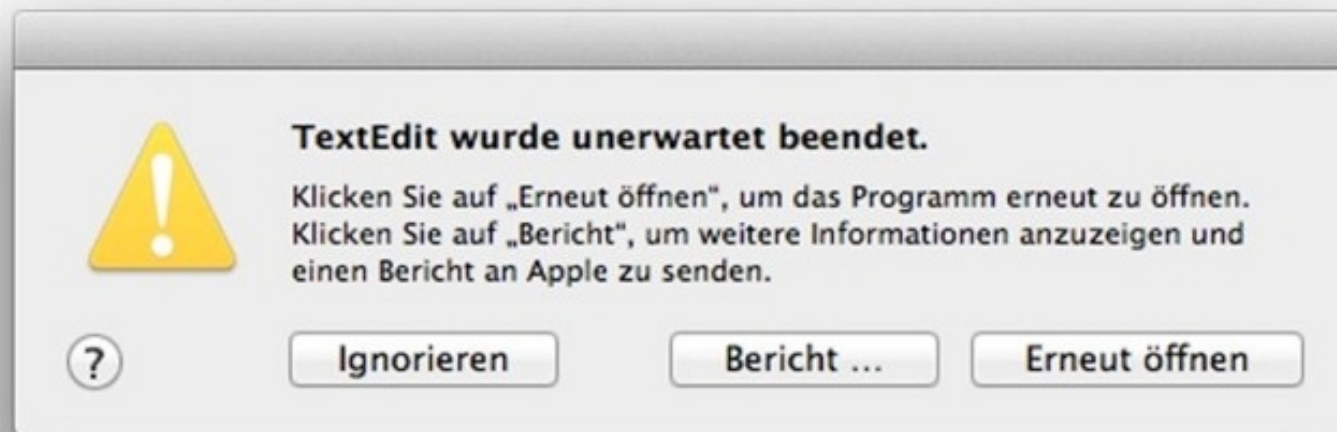 TextEdit wurde unerwartet beendet.
Klicken Sie auf „Erneut öffnen“, um das Programm erneut zu öffnen.
Klicken Sie auf „Bericht“, um weitere Informationen anzuzeigen und
einen Bericht an Apple zu senden.
? Ignorieren Bericht ... Erneut öffnen